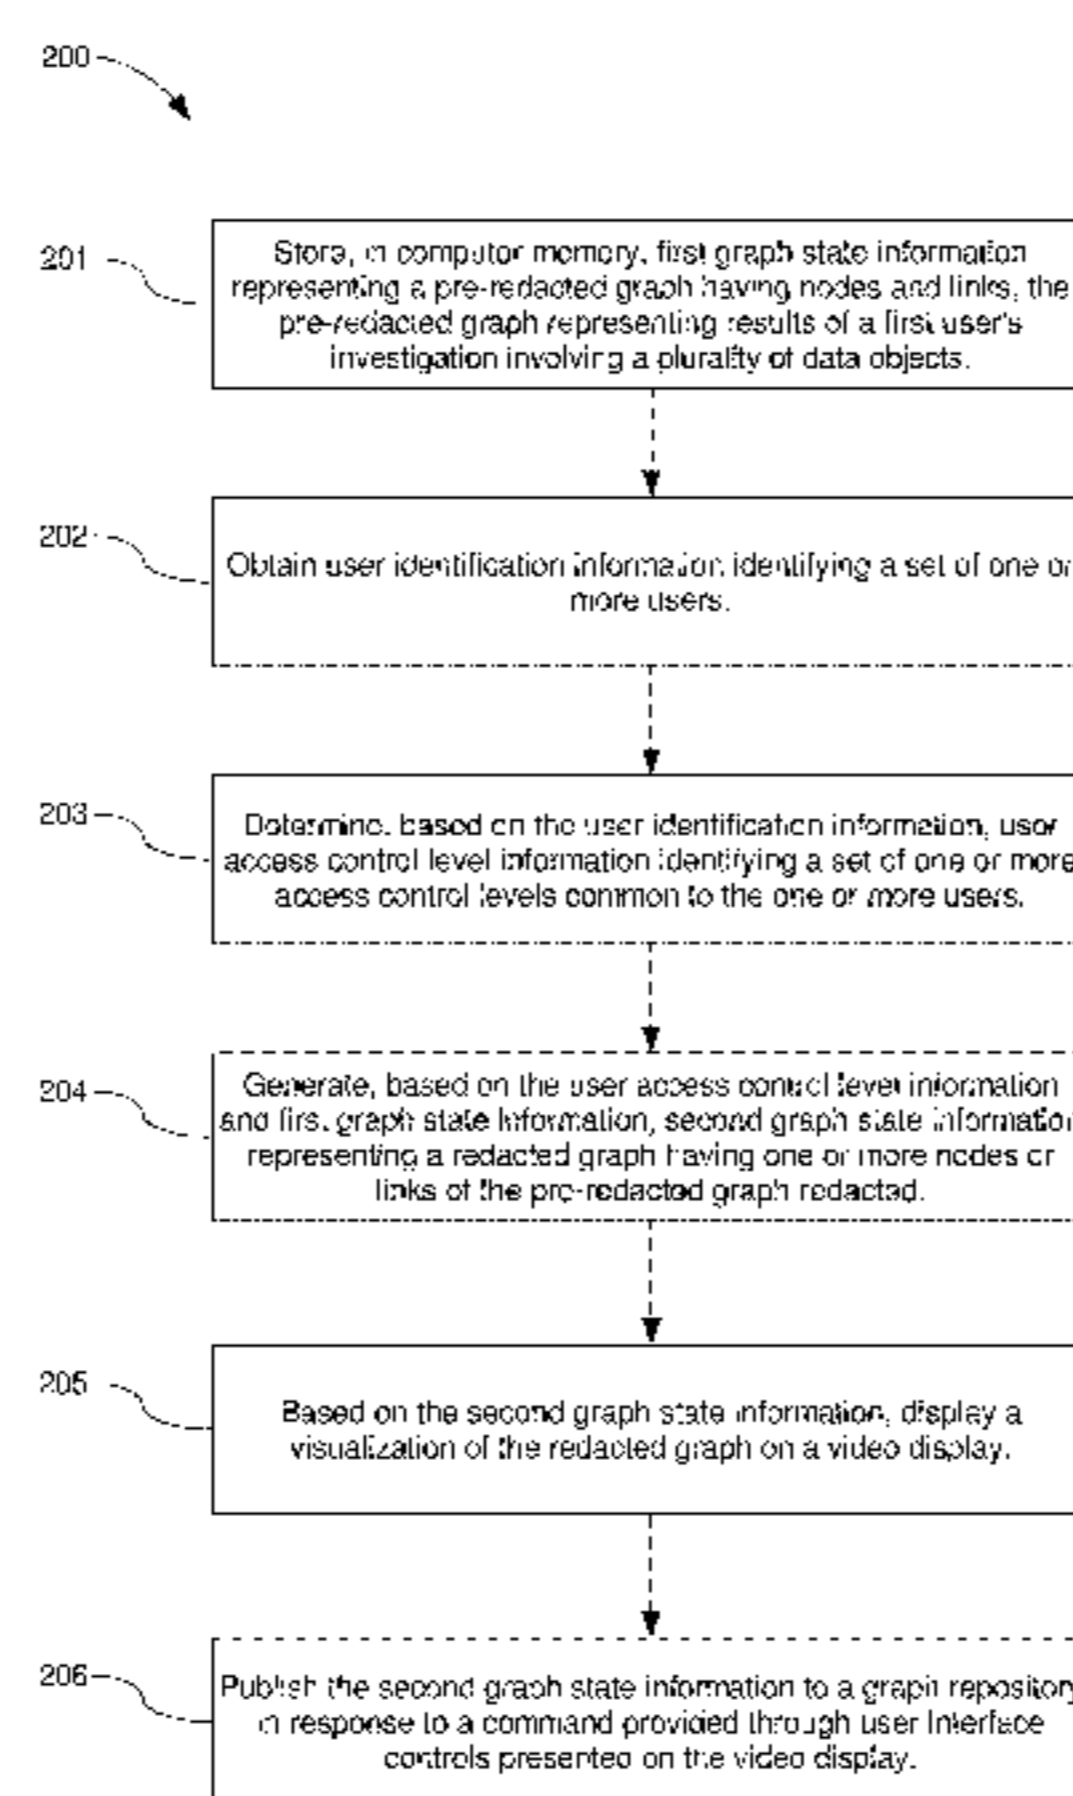 200
201
Store, in computer memory, first graph state information
representing a pre-redacted graph having nodes and links, the
pre-redacted graph representing results of a first user's
investigation involving a plurality of data objects.
202
Obtain user identification information identifying a set of one or
more users.
203
Determine, based on the user identification information, user
access control level information identifying a set of one or more
access control levels common to the one or more users.
204
Generate, based on the user access control level information
and first graph state information, second graph state information
representing a redacted graph having one or more nodes or
links of the pre-redacted graph redacted.
205
Based on the second graph state information, display a
visualization of the redacted graph on a video display.
206
Publish the second graph state information to a graph repository
in response to a command provided through user interface
controls presented on the video display.